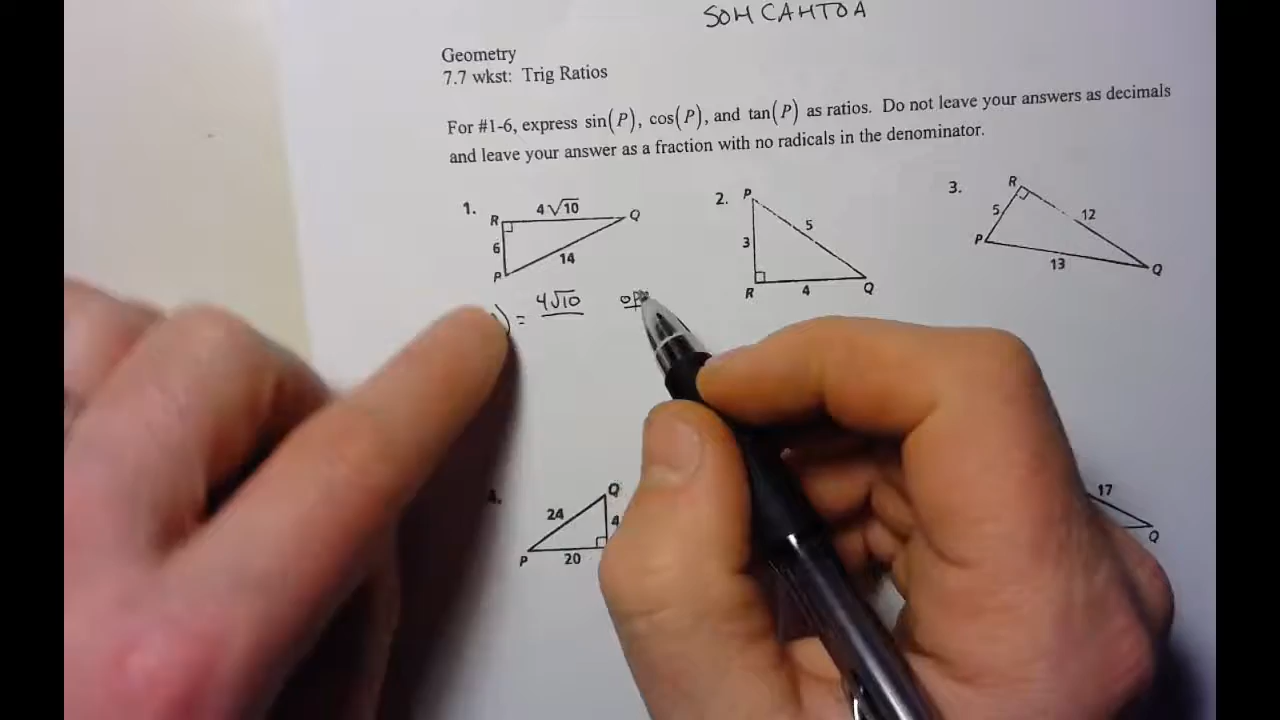 SOH CAHTOA
Geometry
7.7 wkst: Trig Ratios
For #1-6, express sin(P), cos(P), and tan(P) as ratios. Do not leave your answers as decimals
and leave your answer as a fraction with no radicals in the denominator.
1.
R
4√10
Q
6
14
P
2.
P
3
5
R
4
Q
3.
R
5
12
P
13
Q
) = 4√10
4.
Q
24
4
P
20
17
Q